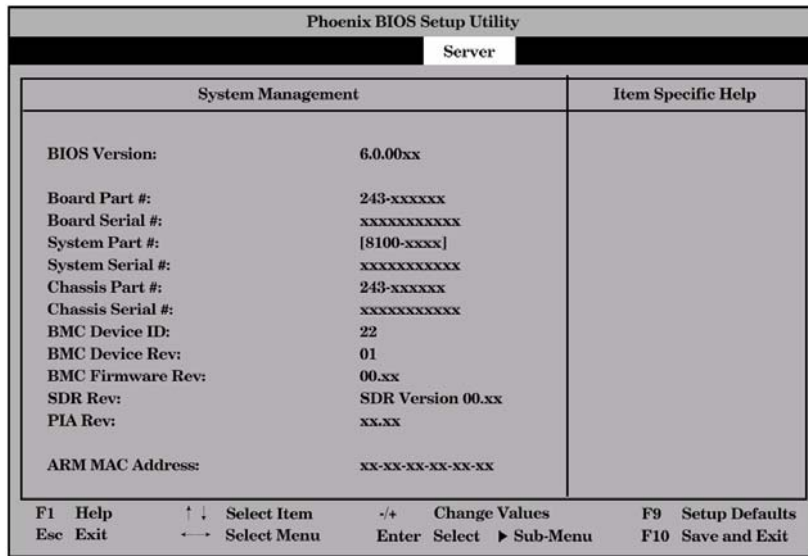 Phoenix BIOS Setup Utility
Server
System Management
Item Specific Help
BIOS Version: 6.0.00xx
Board Part #: 243-xxxxxx
Board Serial #: xxxxxxxxxxx
System Part #: [8100-xxxx]
System Serial #: xxxxxxxxxxx
Chassis Part #: 243-xxxxxx
Chassis Serial #: xxxxxxxxxxx
BMC Device ID: 22
BMC Device Rev: 01
BMC Firmware Rev: 00.xx
SDR Rev: SDR Version 00.xx
PIA Rev: xx.xx
ARM MAC Address: xx-xx-xx-xx-xx-xx
F1 Help ↑ ↓ Select Item -/+ Change Values F9 Setup Defaults
Esc Exit ←→ Select Menu Enter Select ▶ Sub-Menu F10 Save and Exit